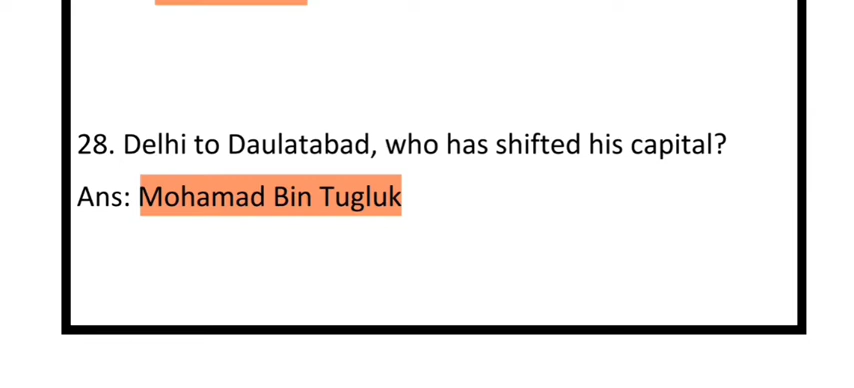 28. Delhi to Daulatabad, who has shifted his capital?
Ans: Mohamad Bin Tugluk